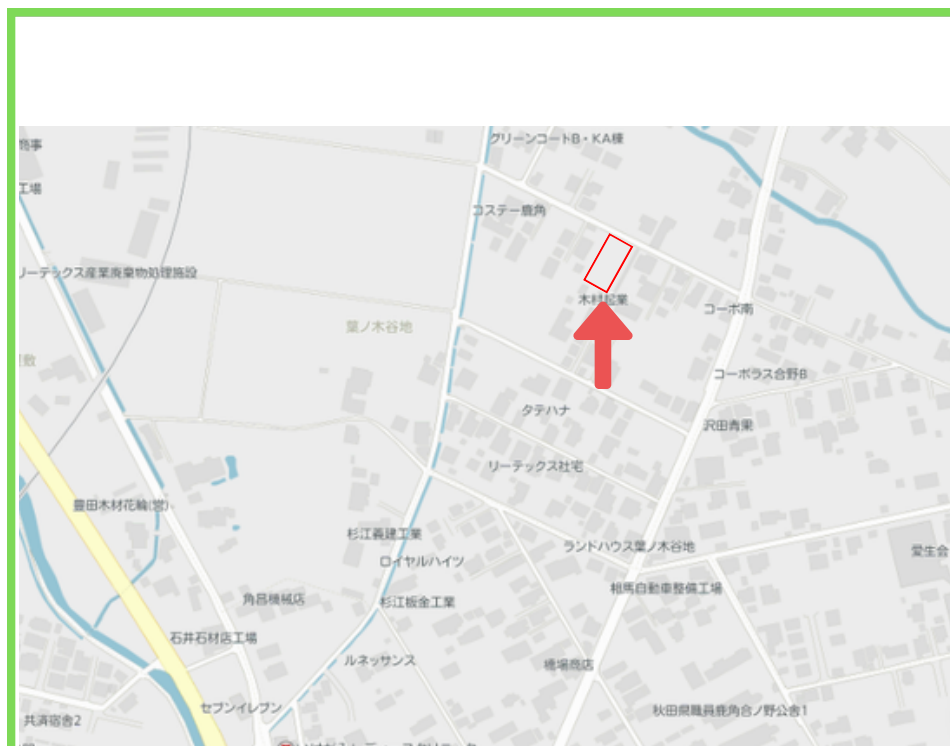 商事
グリーンコートB・KA棟
工場
コステー鹿角
リーテックス産業廃棄物処理施設
木村総業
コーポ南
葉ノ木谷地
コーポラス合野B
タテハナ
沢田青果
リーテックス社宅
豊田木材花輪(営)
杉江義建工業
ランドハウス葉ノ木谷地
愛生会
ロイヤルハイツ
相馬自動車整備工場
角呂機械店
杉江板金工業
石井石材店工場
ルネッサンス
橋場商店
セブンイレブン
秋田県職員鹿角合ノ野公舎1
共済宿舎2